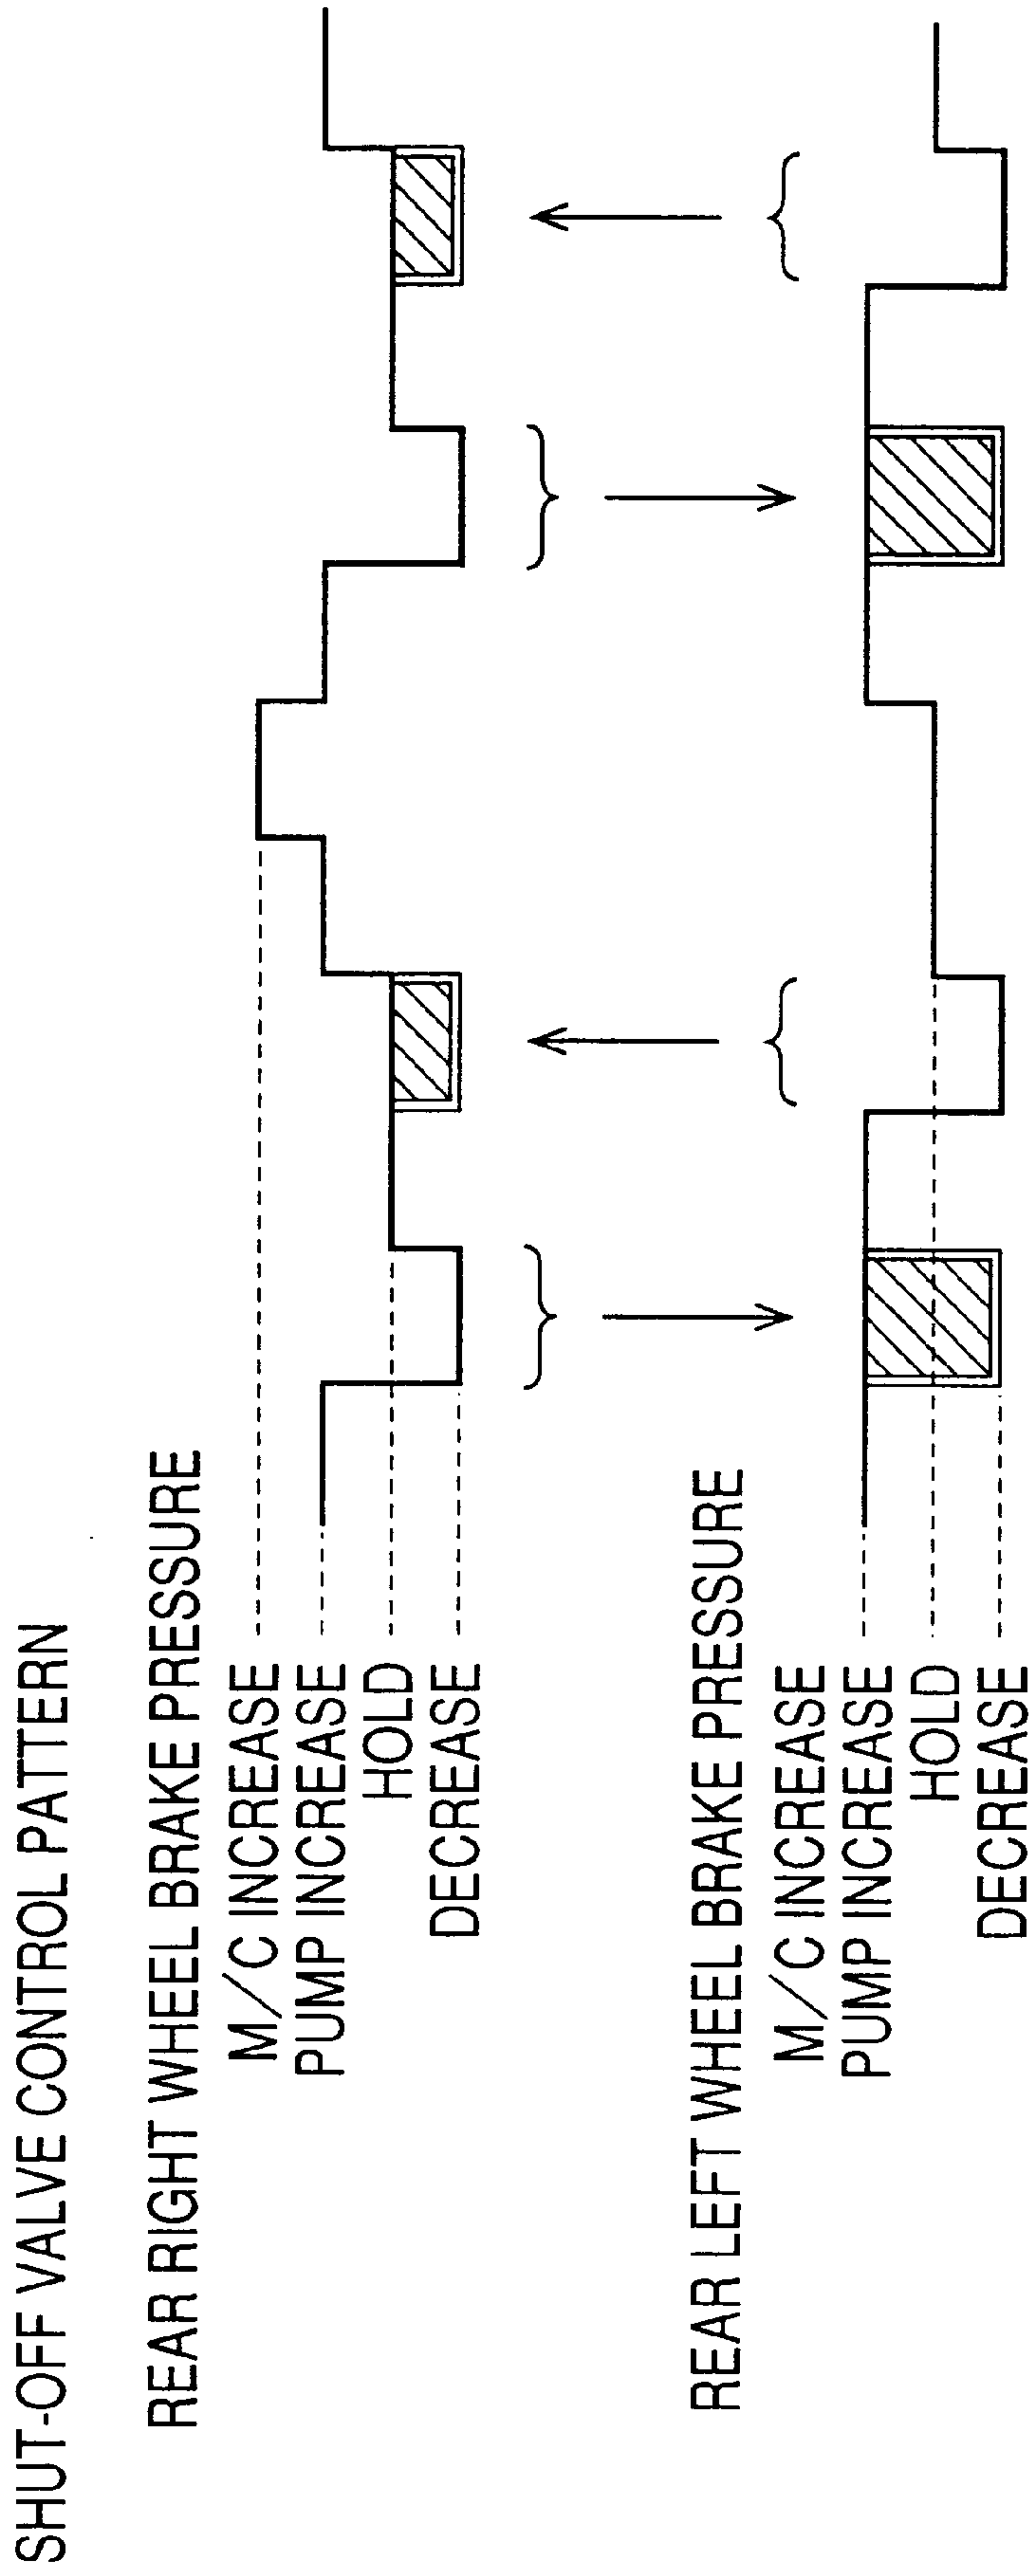 SHUT-OFF VALVE CONTROL PATTERN
REAR RIGHT WHEEL BRAKE PRESSURE
M/C INCREASE
PUMP INCREASE
HOLD
DECREASE
REAR LEFT WHEEL BRAKE PRESSURE
M/C INCREASE
PUMP INCREASE
HOLD
DECREASE